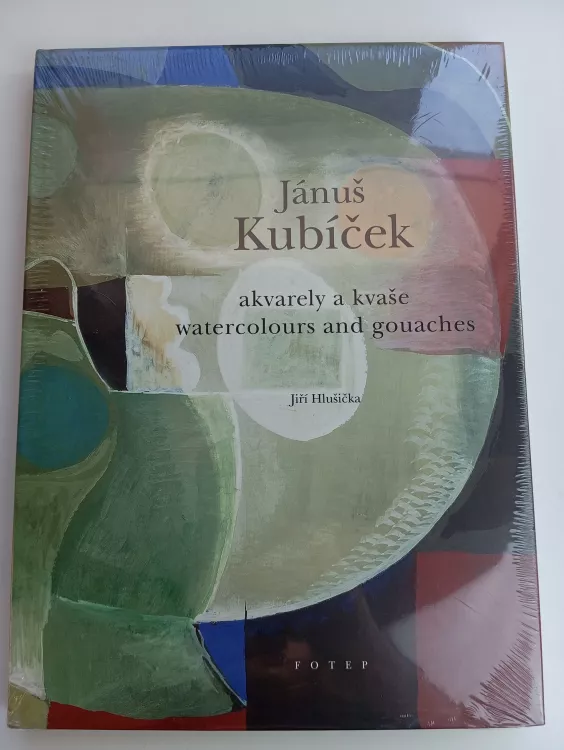 Jánuš
Kubíček
akvarely a kvaše
watercolours and gouaches
Jiří Hlušička
FOTEP